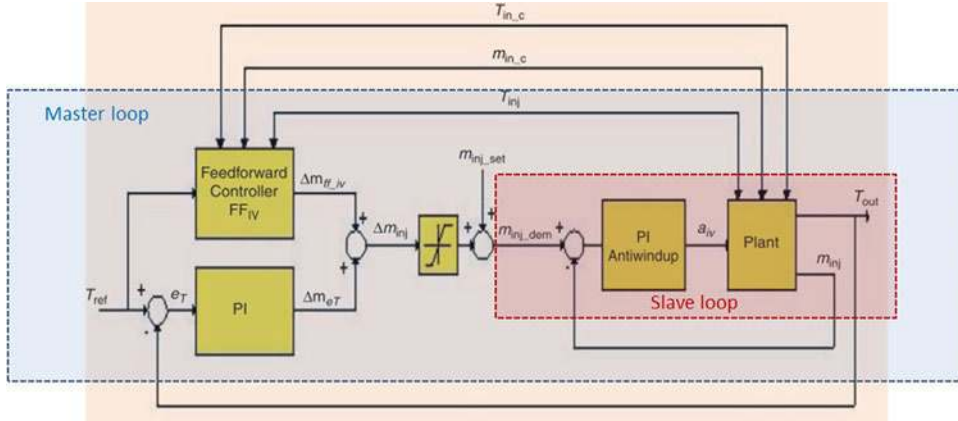 T_in_c
m_in_c
T_inj
Master loop
Feedforward
Controller
FF_IV
Δm_ff_iv
m_inj_set
+
+
+
Δm_inj
+
+
m_inj_dem
+
-
PI
Antiwindup
a_iv
Plant
T_out
m_inj
Slave loop
T_ref
+
-
e_T
PI
Δm_eT